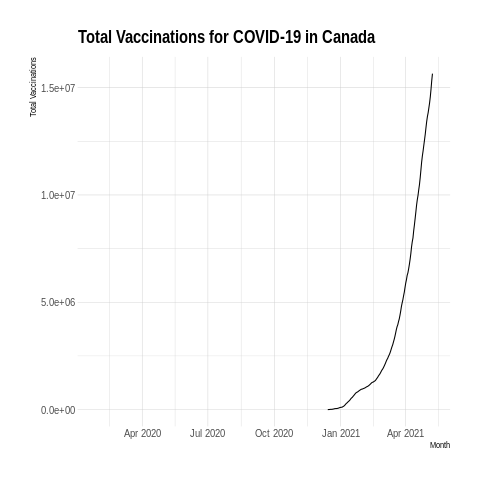 Total Vaccinations for COVID-19 in Canada
Total Vaccinations
1.5e+07
1.0e+07
5.0e+06
0.0e+00
Apr 2020 Jul 2020 Oct 2020 Jan 2021 Apr 2021
Month